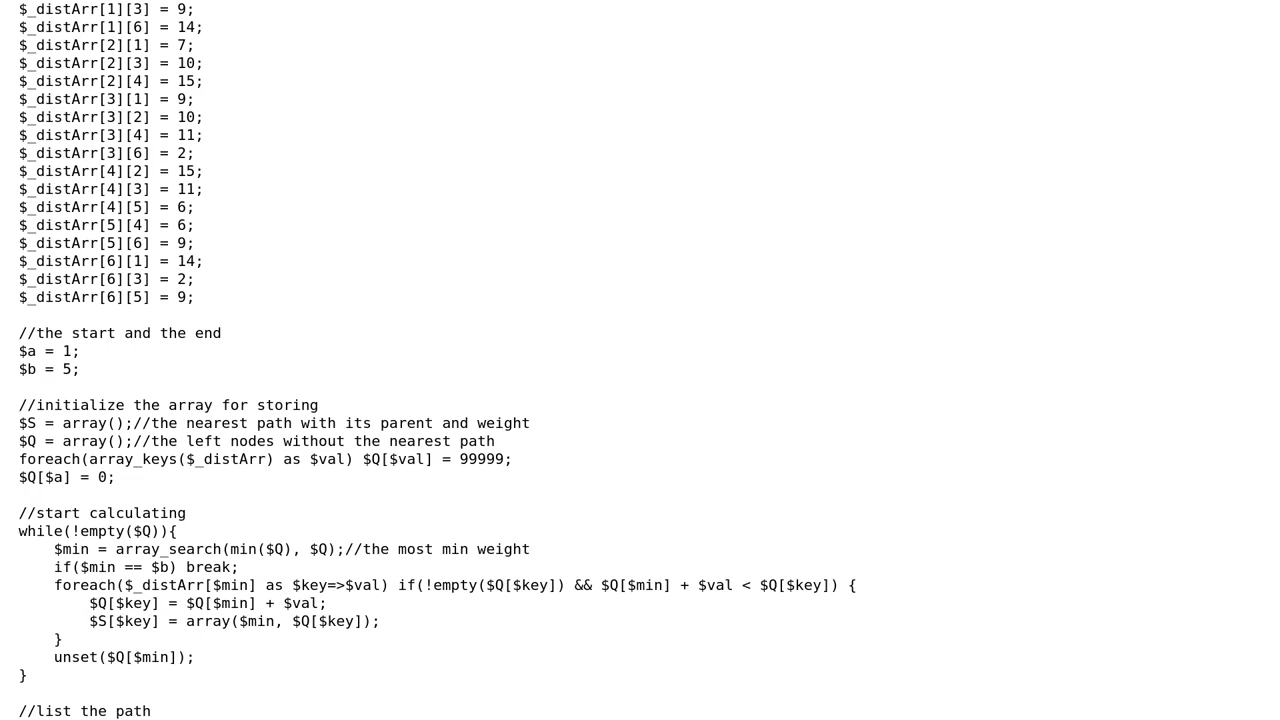 $_distArr[1][3] = 9;
$_distArr[1][6] = 14;
$_distArr[2][1] = 7;
$_distArr[2][3] = 10;
$_distArr[2][4] = 15;
$_distArr[3][1] = 9;
$_distArr[3][2] = 10;
$_distArr[3][4] = 11;
$_distArr[3][6] = 2;
$_distArr[4][2] = 15;
$_distArr[4][3] = 11;
$_distArr[4][5] = 6;
$_distArr[5][4] = 6;
$_distArr[5][6] = 9;
$_distArr[6][1] = 14;
$_distArr[6][3] = 2;
$_distArr[6][5] = 9;

//the start and the end
$a = 1;
$b = 5;

//initialize the array for storing
$S = array();//the nearest path with its parent and weight
$Q = array();//the left nodes without the nearest path
foreach(array_keys($_distArr) as $val) $Q[$val] = 99999;
$Q[$a] = 0;

//start calculating
while(!empty($Q)){
    $min = array_search(min($Q), $Q);//the most min weight
    if($min == $b) break;
    foreach($_distArr[$min] as $key=>$val) if(!empty($Q[$key]) && $Q[$min] + $val < $Q[$key]) {
        $Q[$key] = $Q[$min] + $val;
        $S[$key] = array($min, $Q[$key]);
    }
    unset($Q[$min]);
}

//list the path